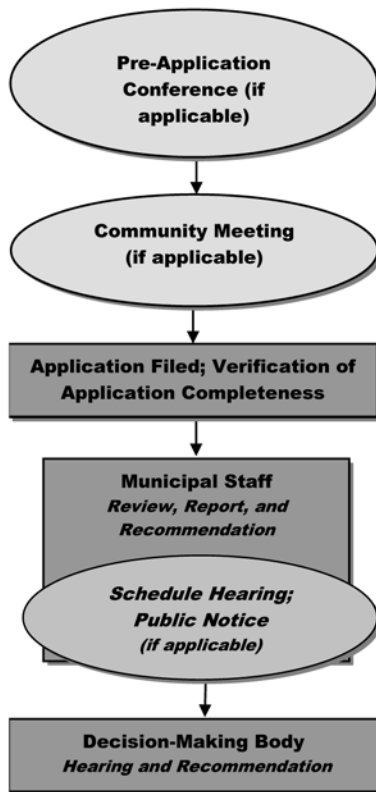 Pre-Application
Conference (if
applicable)
Community Meeting
(if applicable)
Application Filed; Verification of
Application Completeness
Municipal Staff
Review, Report, and
Recommendation
Schedule Hearing;
Public Notice
(if applicable)
Decision-Making Body
Hearing and Recommendation